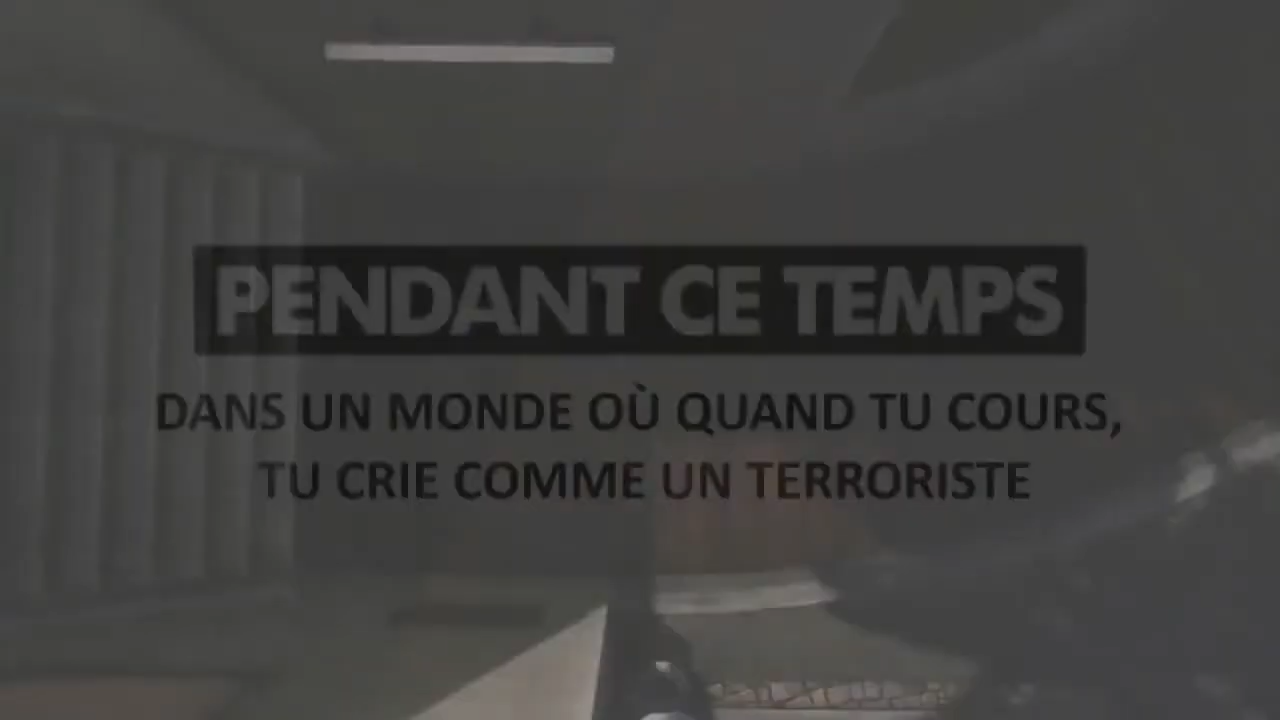 PENDANT CE TEMPS
DANS UN MONDE OÙ QUAND TU COURS,
TU CRIE COMME UN TERRORISTE